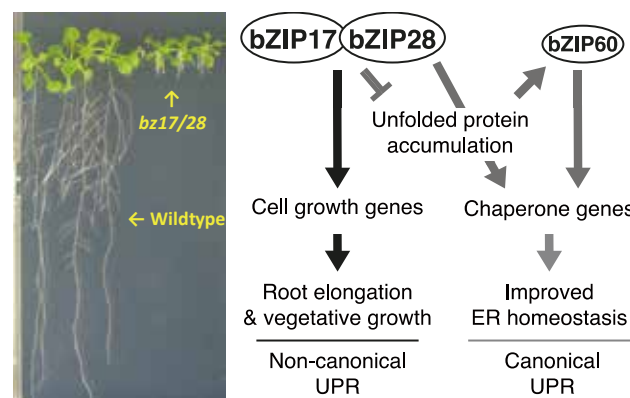 ↑
bz17/28
← Wildtype
bZIP17
bZIP28
bZIP60
Unfolded protein
accumulation
Cell growth genes
Chaperone genes
Root elongation
& vegetative growth
Improved
ER homeostasis
Non-canonical
UPR
Canonical
UPR